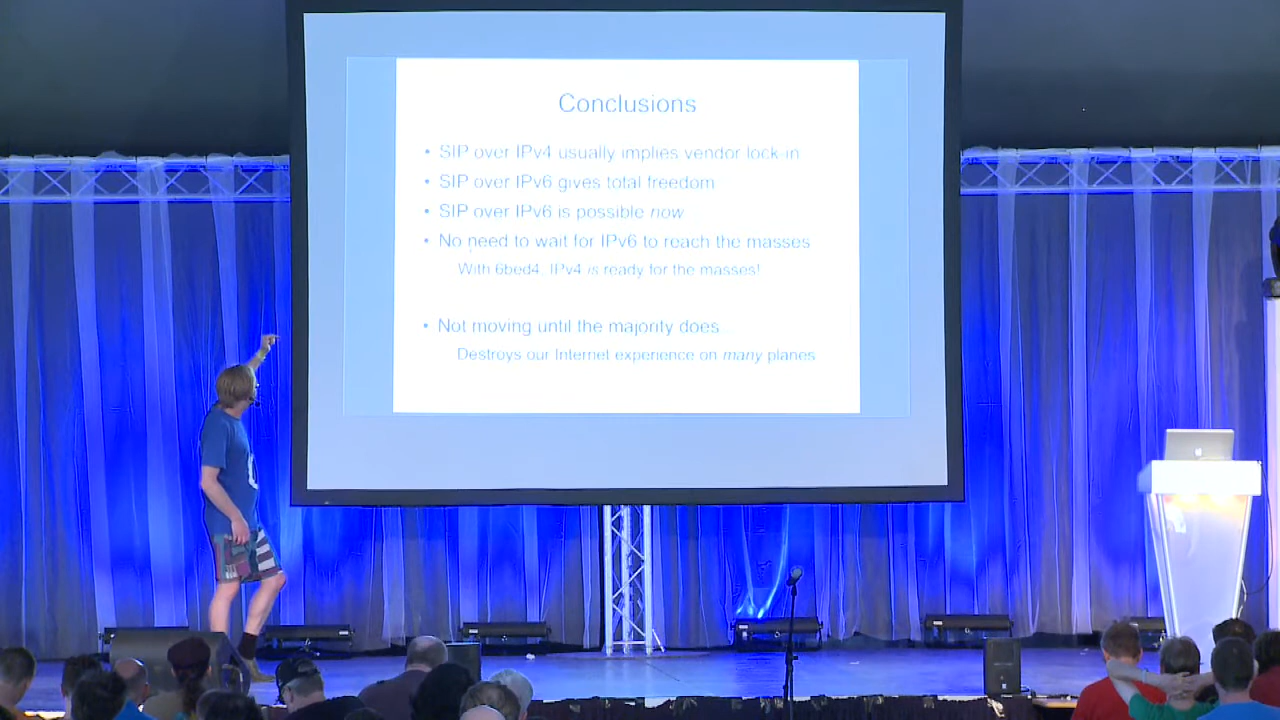 Conclusions
• SIP over IPv4 usually implies vendor lock-in
• SIP over IPv6 gives total freedom
• SIP over IPv6 is possible now
• No need to wait for IPv6 to reach the masses
With 6bed4, IPv4 is ready for the masses!
• Not moving until the majority does...
Destroys our Internet experience on many planes